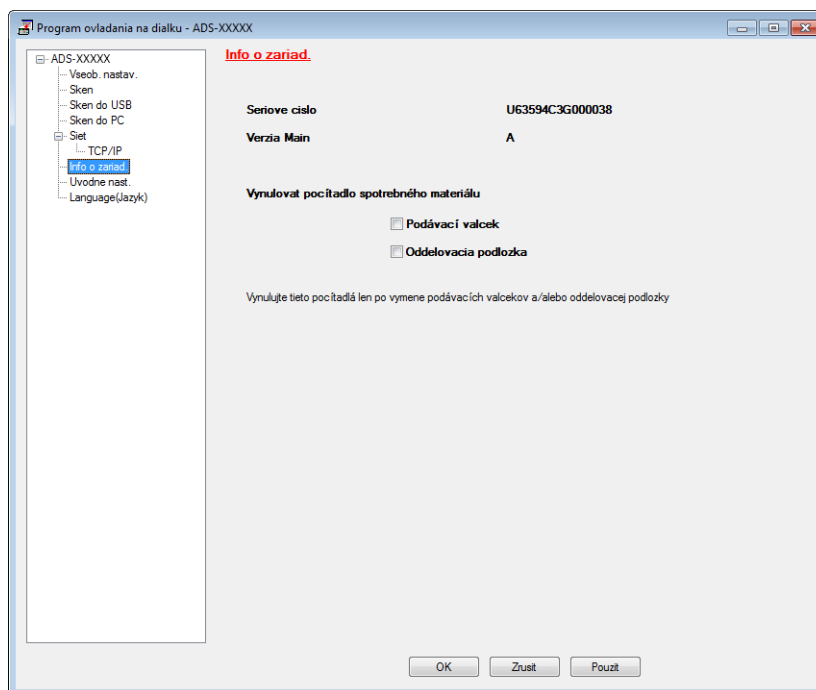 Program ovladania na dialku - ADS-XXXXX
ADS-XXXXX
Vseob. nastav.
Sken
Sken do USB
Sken do PC
Siet
TCP/IP
Info o zariad.
Uvodne nast.
Language(Jazyk)
Info o zariad.
Seriove cislo U63594C3G000038
Verzia Main A
Vynulovat pocítadlo spotrebného materiálu
Podávací valcek
Oddelovacia podlozka
Vynulujte tieto pocítadlá len po vymene podávacích valcekov a/alebo oddelovacej podlozky
OK Zrusit Pouzit